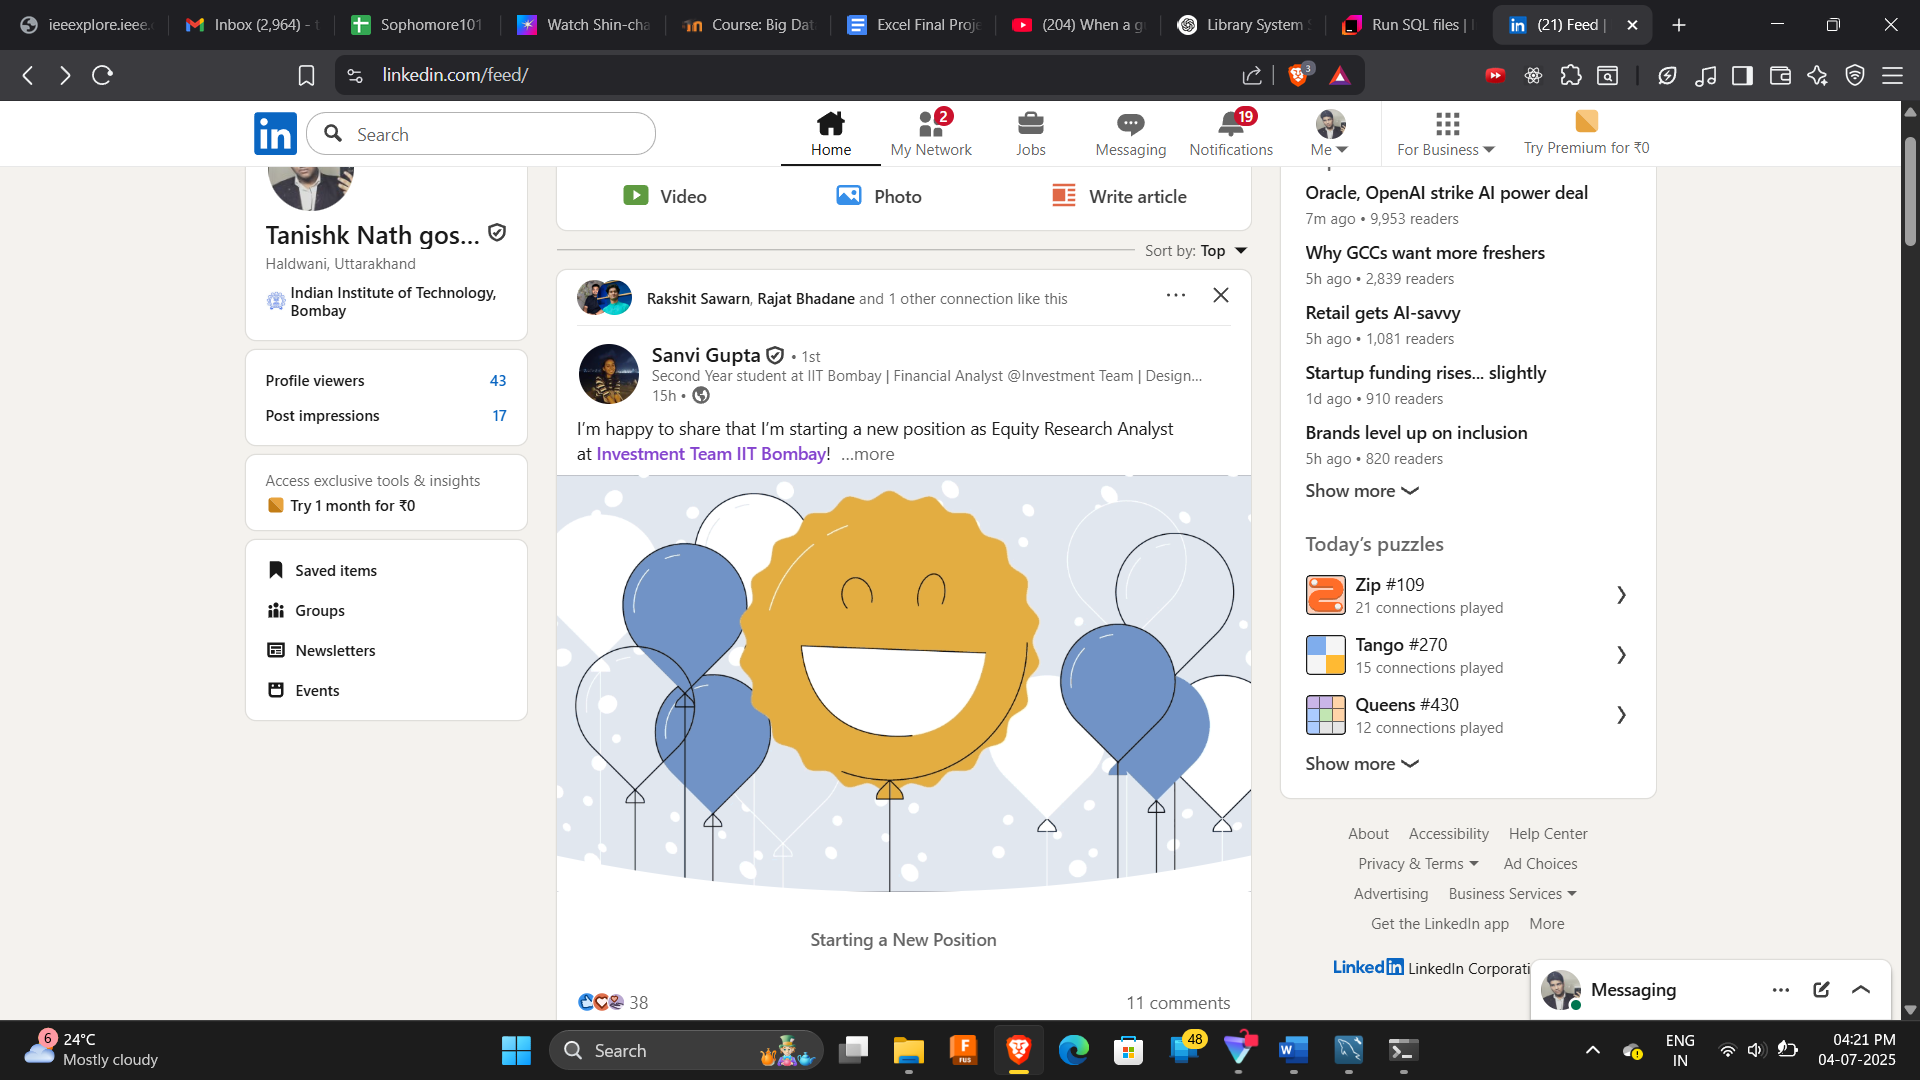 ieeexplore.ieee.
Inbox (2,964) -
Sophomore101
Watch Shin-cha
Course: Big Dat
Excel Final Proje
(204) When a g
Library System S
Run SQL files |
(21) Feed |
linkedin.com/feed/
3
in
Search
Home
2
My Network
Jobs
Messaging
19
Notifications
Me
For Business
Try Premium for ₹0
Tanishk Nath gos...
Haldwani, Uttarakhand
Indian Institute of Technology,
Bombay
Profile viewers 43
Post impressions 17
Access exclusive tools & insights
Try 1 month for ₹0
Saved items
Groups
Newsletters
Events
Video
Photo
Write article
Sort by: Top
Rakshit Sawarn, Rajat Bhadane and 1 other connection like this
Sanvi Gupta • 1st
Second Year student at IIT Bombay | Financial Analyst @Investment Team | Design...
15h •
I'm happy to share that I'm starting a new position as Equity Research Analyst
at Investment Team IIT Bombay! ...more
Starting a New Position
38
11 comments
Oracle, OpenAI strike AI power deal
7m ago • 9,953 readers
Why GCCs want more freshers
5h ago • 2,839 readers
Retail gets AI-savvy
5h ago • 1,081 readers
Startup funding rises... slightly
1d ago • 910 readers
Brands level up on inclusion
5h ago • 820 readers
Show more
Today's puzzles
Zip #109
21 connections played
Tango #270
15 connections played
Queens #430
12 connections played
Show more
About Accessibility Help Center
Privacy & Terms Ad Choices
Advertising Business Services
Get the LinkedIn app More
Linked in LinkedIn Corporati
Messaging
6
24°C
Mostly cloudy
Search
F
FUS
48
W
ENG
IN
04:21 PM
04-07-2025